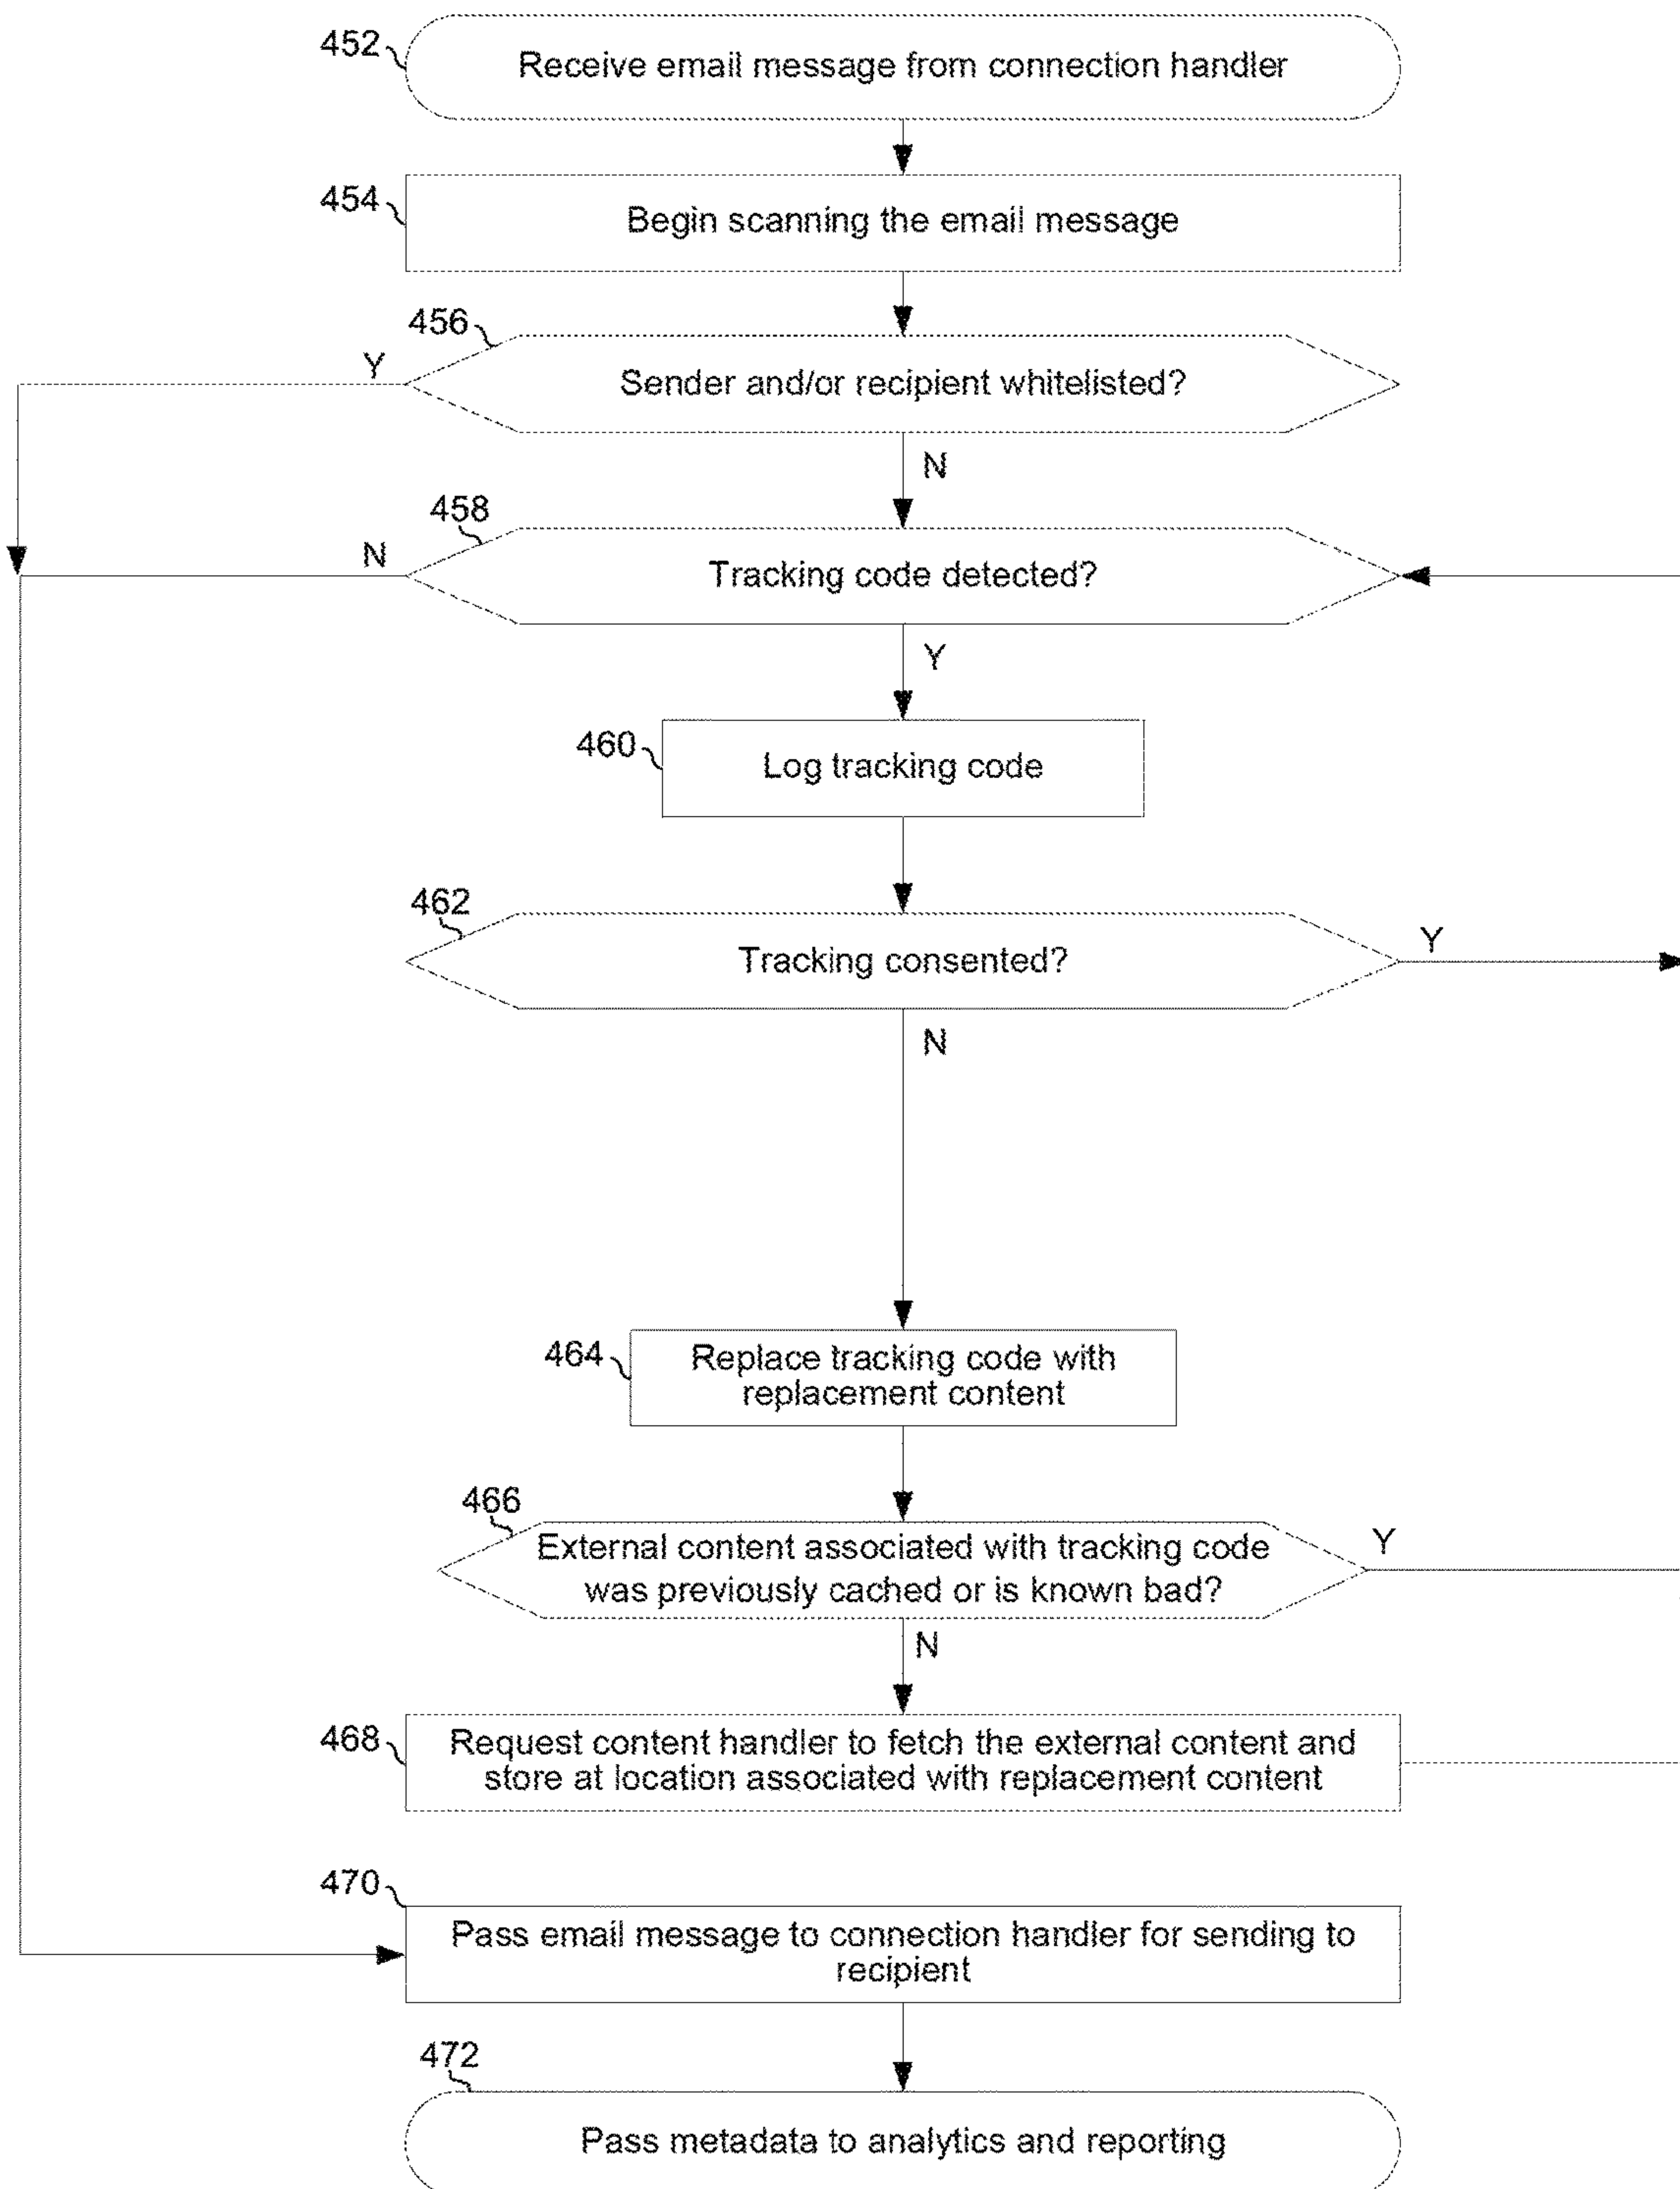 452
Receive email message from connection handler
454
Begin scanning the email message
456
Y
Sender and/or recipient whitelisted?
N
458
N
Tracking code detected?
Y
460
Log tracking code
462
Tracking consented?
Y
N
464
Replace tracking code with
replacement content
466
External content associated with tracking code
was previously cached or is known bad?
Y
N
468
Request content handler to fetch the external content and
store at location associated with replacement content
470
Pass email message to connection handler for sending to
recipient
472
Pass metadata to analytics and reporting